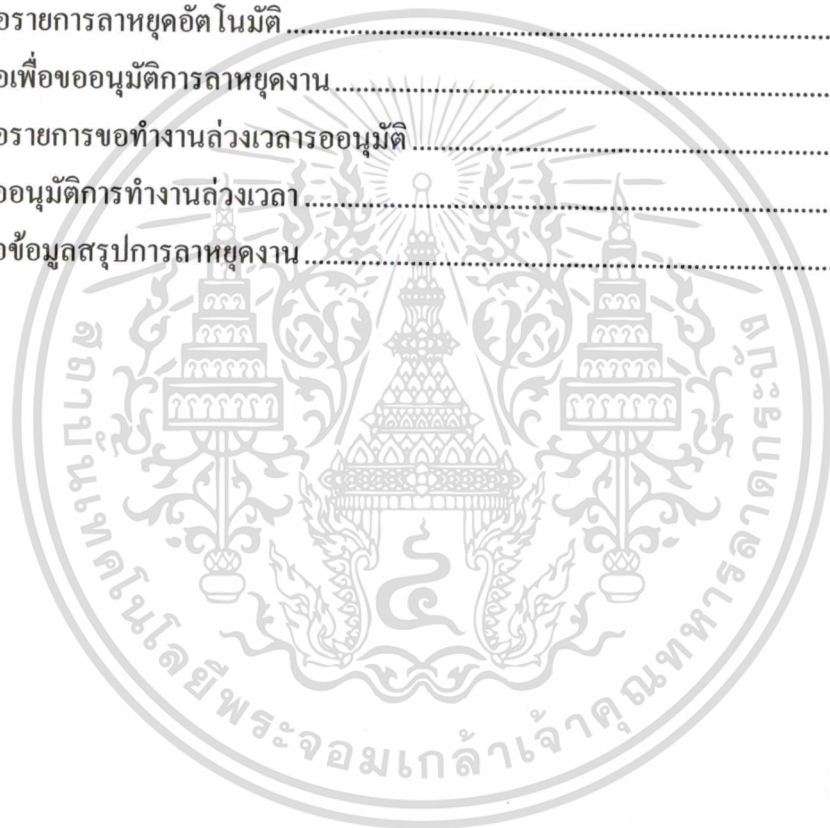 อรายการลาหยุดอัตโนมัติ
อเพื่อขออนุมัติการลาหยุดงาน
อรายการขอทำงานล่วงเวลารออนุมัติ
ออนุมัติการทำงานล่วงเวลา
อข้อมูลสรุปการลาหยุดงาน
สถาบันเทคโนโลยีพระจอมเกล้าเจ้าคุณทหารลาดกระบัง